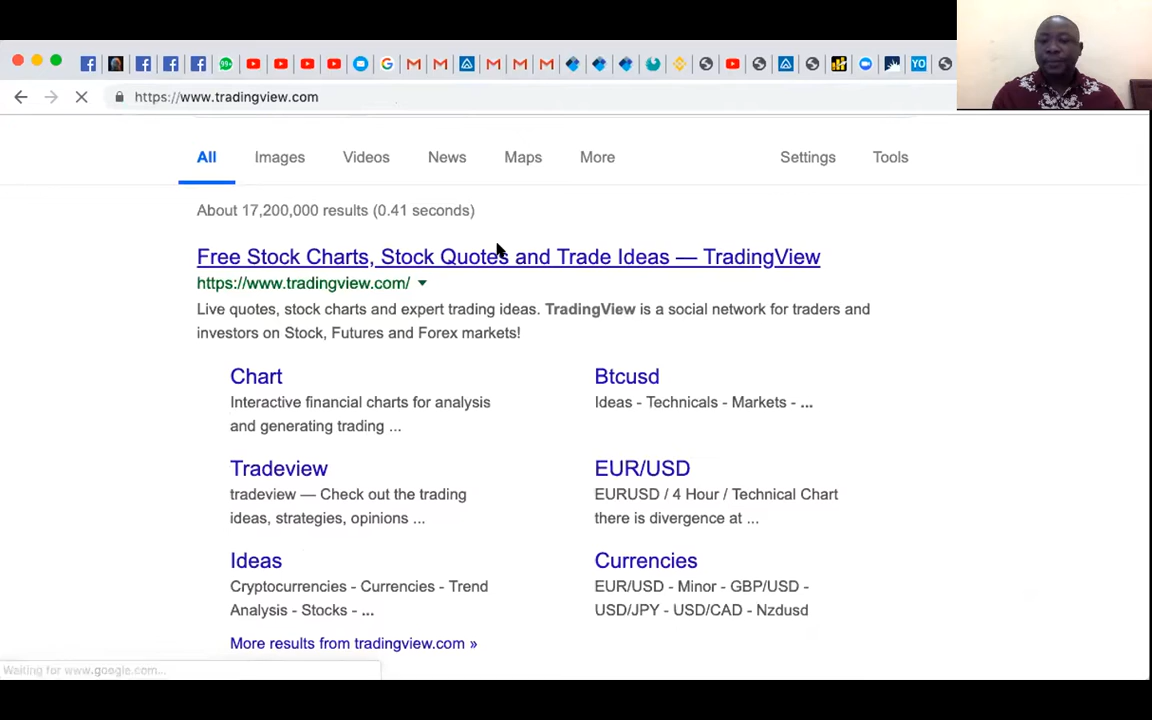 99+
YO
https://www.tradingview.com
All
Images
Videos
News
Maps
More
Settings
Tools
About 17,200,000 results (0.41 seconds)
Free Stock Charts, Stock Quotes and Trade Ideas — TradingView
https://www.tradingview.com/
Live quotes, stock charts and expert trading ideas. TradingView is a social network for traders and
investors on Stock, Futures and Forex markets!
Chart
Interactive financial charts for analysis
and generating trading ...
Btcusd
Ideas - Technicals - Markets - ...
Tradeview
tradeview — Check out the trading
ideas, strategies, opinions ...
EUR/USD
EURUSD / 4 Hour / Technical Chart
there is divergence at ...
Ideas
Cryptocurrencies - Currencies - Trend
Analysis - Stocks - ...
Currencies
EUR/USD - Minor - GBP/USD -
USD/JPY - USD/CAD - Nzdusd
More results from tradingview.com »
Waiting for www.google.com...